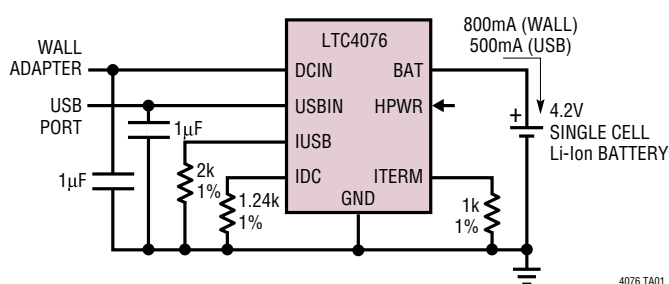 800mA (WALL)
500mA (USB)
WALL
ADAPTER
USB
PORT
LTC4076
DCIN
BAT
USBIN
HPWR
IUSB
IDC
ITERM
GND
1µF
1µF
2k
1%
1.24k
1%
1k
1%
+
4.2V
SINGLE CELL
Li-Ion BATTERY
4076 TA01